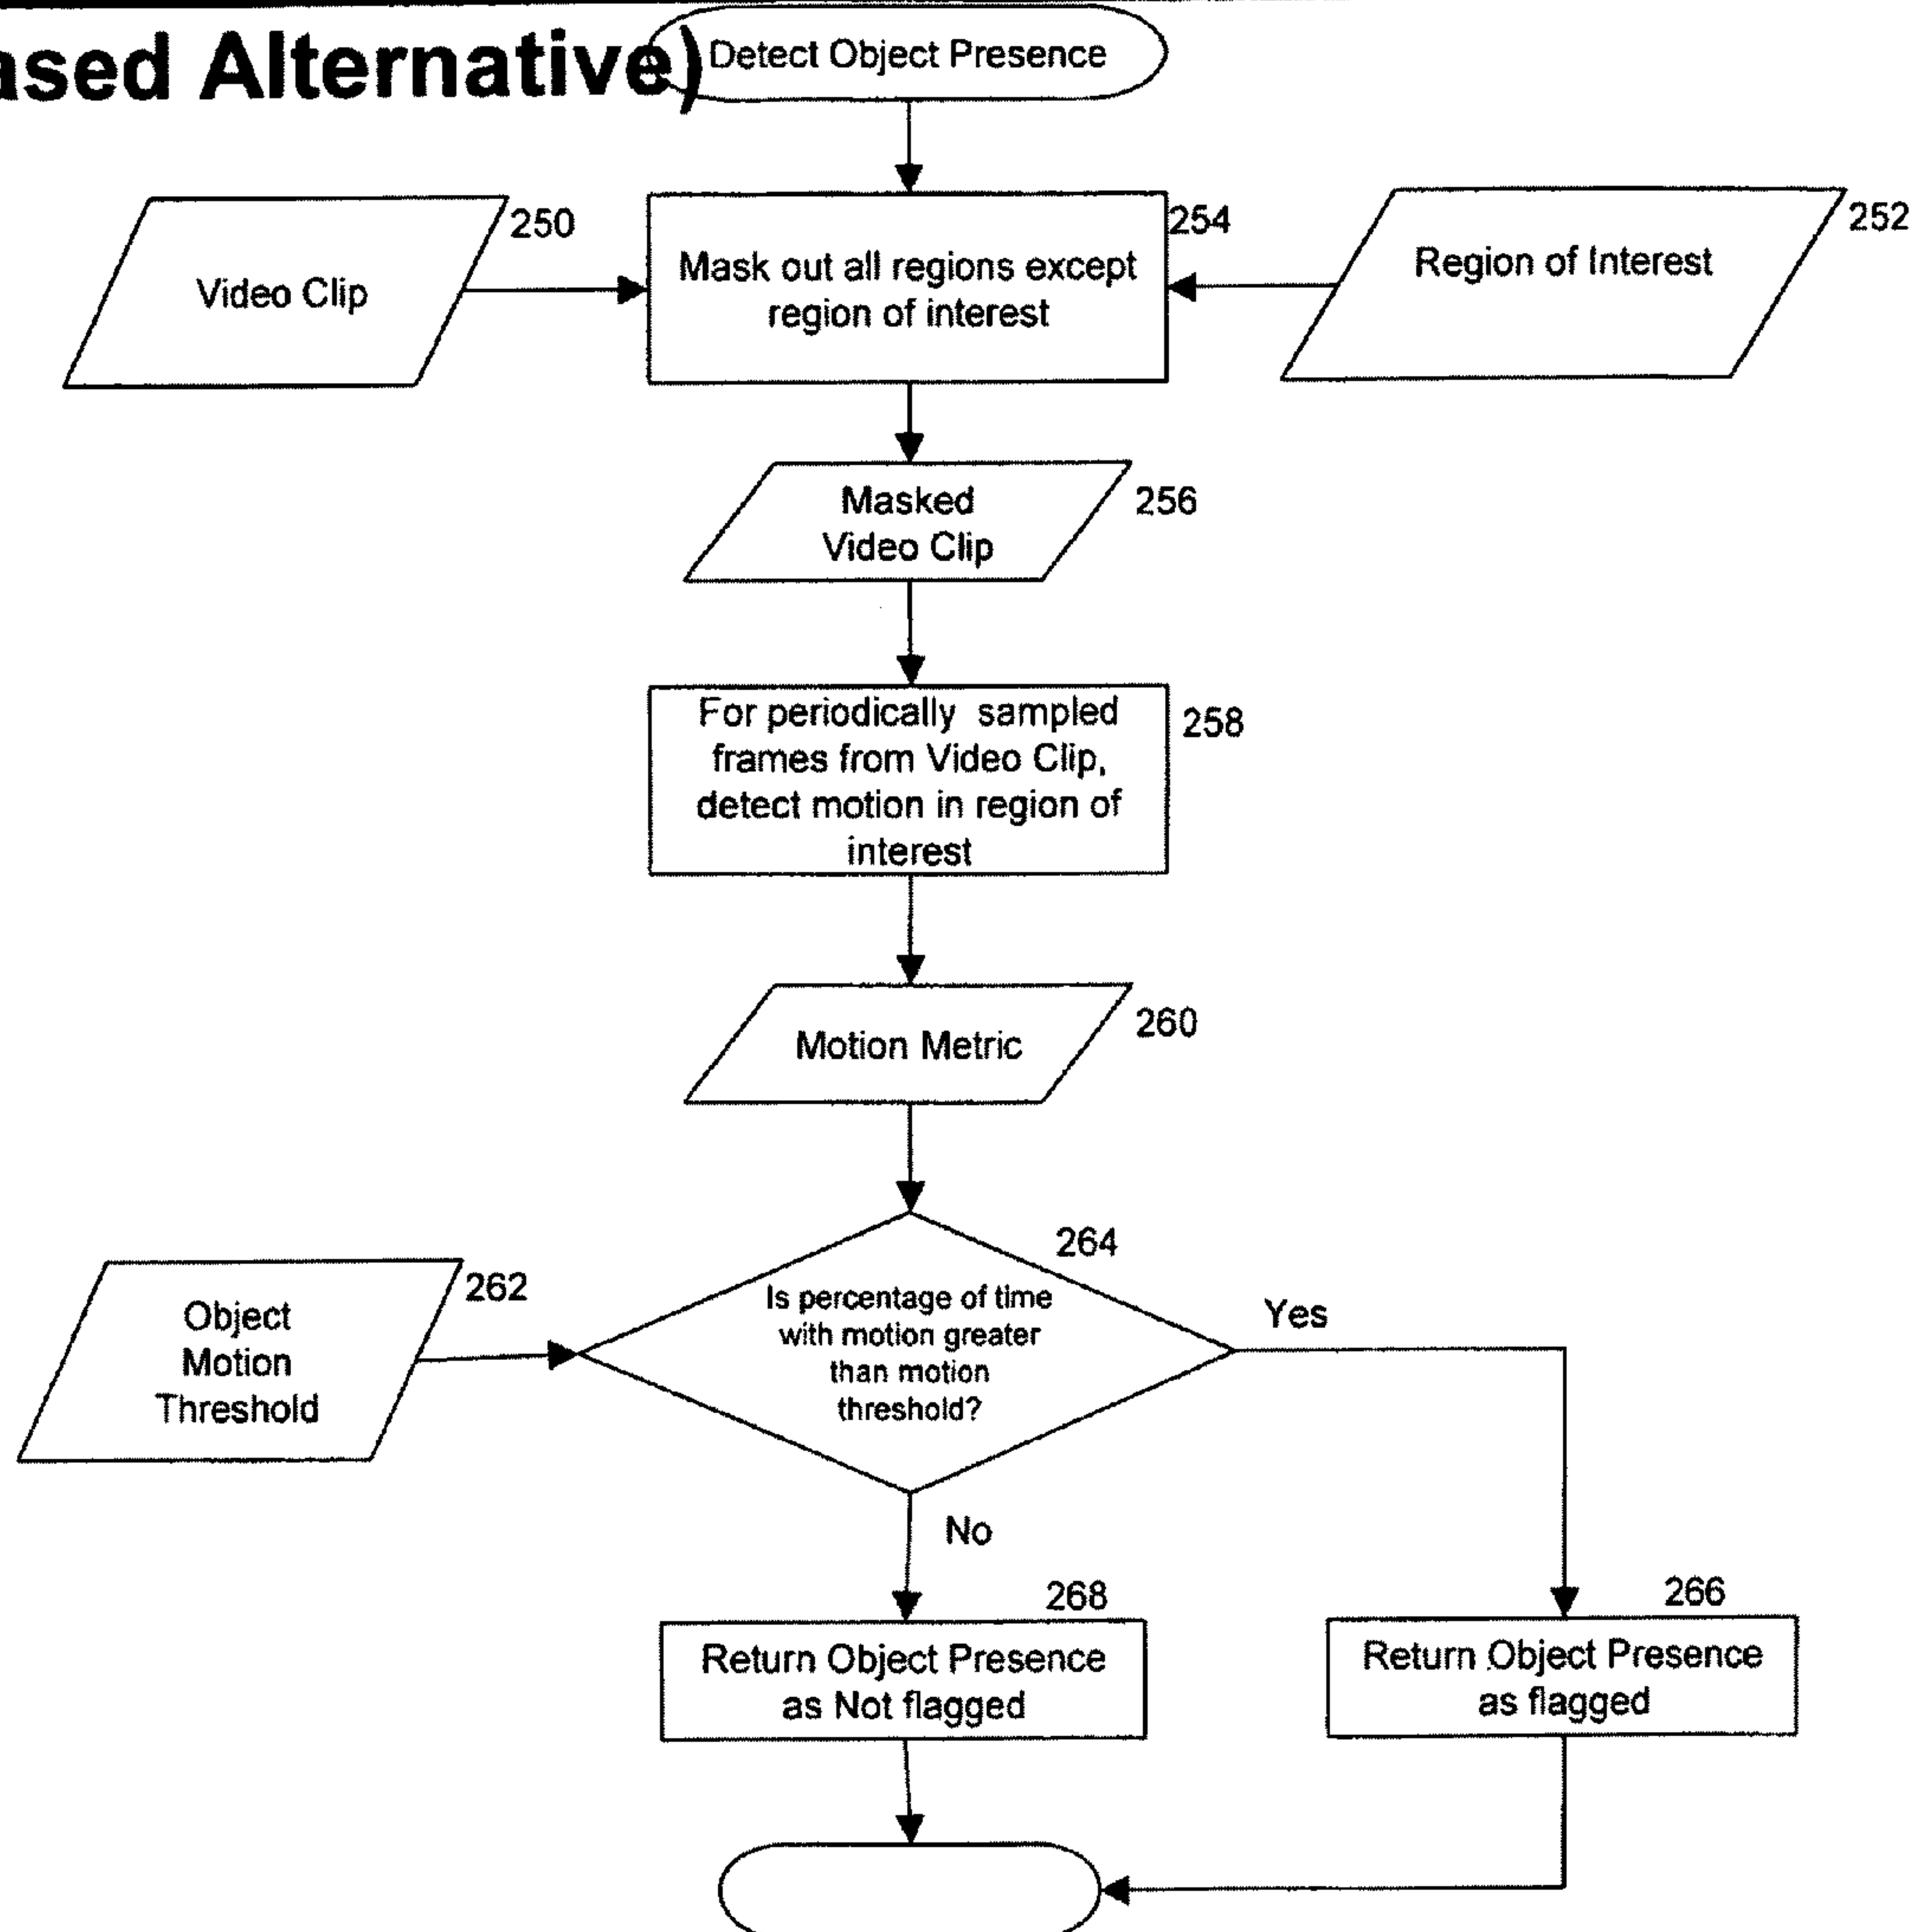 ased Alternative)
Detect Object Presence
250
Video Clip
254
Mask out all regions except
region of interest
252
Region of Interest
Masked
Video Clip
256
For periodically sampled
frames from Video Clip,
detect motion in region of
interest
258
Motion Metric
260
Object
Motion
Threshold
262
264
Is percentage of time
with motion greater
than motion
threshold?
Yes
No
268
Return Object Presence
as Not flagged
266
Return Object Presence
as flagged